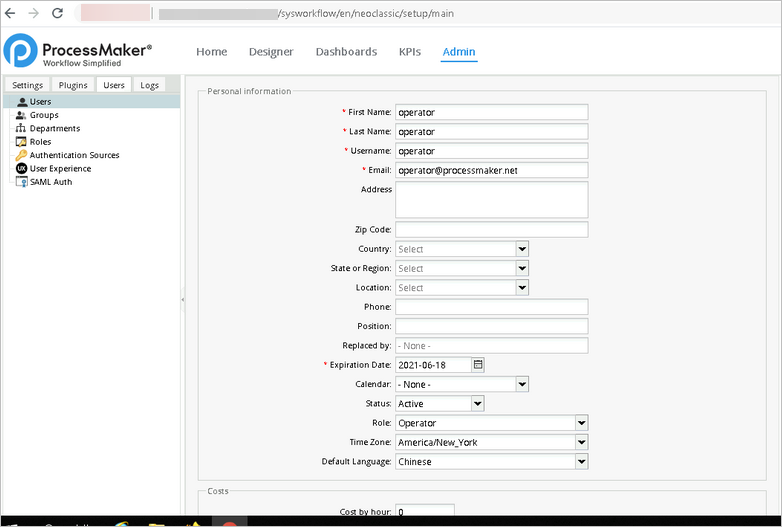 /sysworkflow/en/neoclassic/setup/main
ProcessMaker®
Workflow Simplified
Home Designer Dashboards KPIs Admin
Settings Plugins Users Logs
Users
Groups
Departments
Roles
Authentication Sources
UX User Experience
SAML Auth
Personal information
* First Name: operator
* Last Name: operator
* Username: operator
* Email: operator@processmaker.net
Address
Zip Code:
Country: Select
State or Region: Select
Location: Select
Phone:
Position:
Replaced by: - None -
* Expiration Date: 2021-06-18
Calendar: - None -
Status: Active
Role: Operator
Time Zone: America/New_York
Default Language: Chinese
Costs
Cost by hour: 0